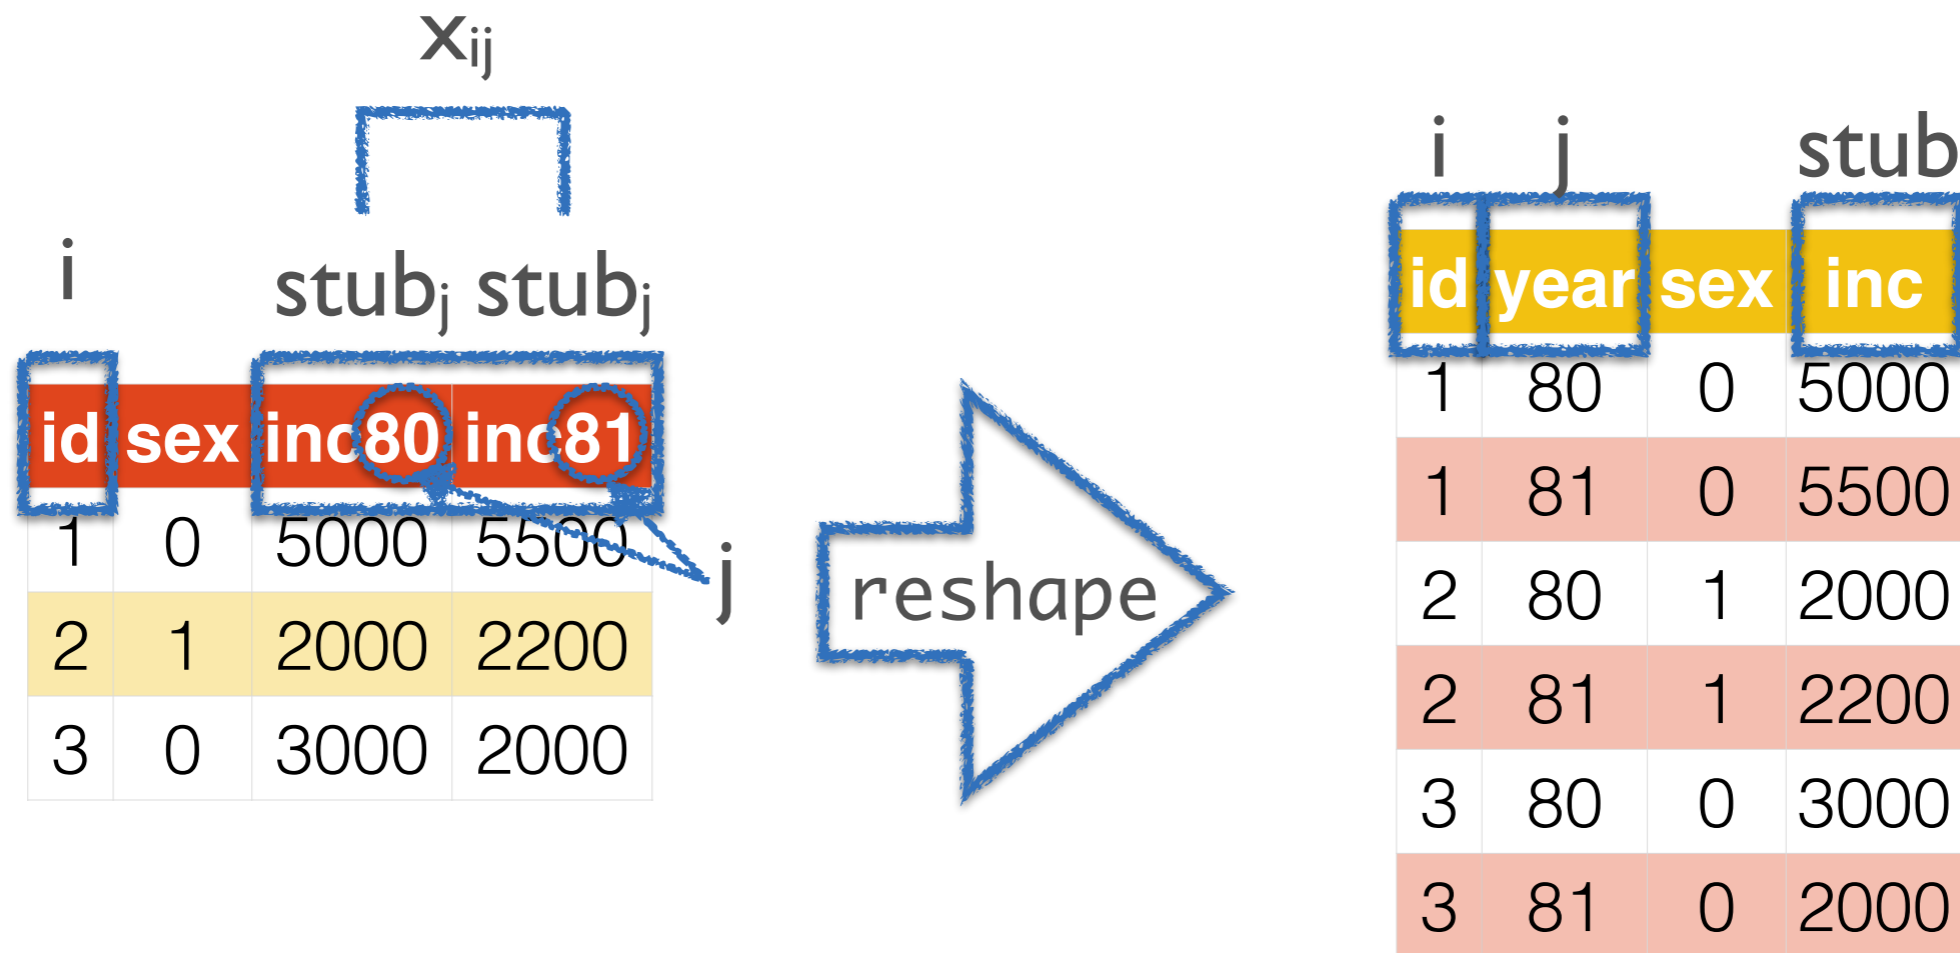 xij
i stubj stubj
id sex inc80 inc81
1 0 5000 5500
2 1 2000 2200
3 0 3000 2000
j
reshape
i j stub
id year sex inc
1 80 0 5000
1 81 0 5500
2 80 1 2000
2 81 1 2200
3 80 0 3000
3 81 0 2000